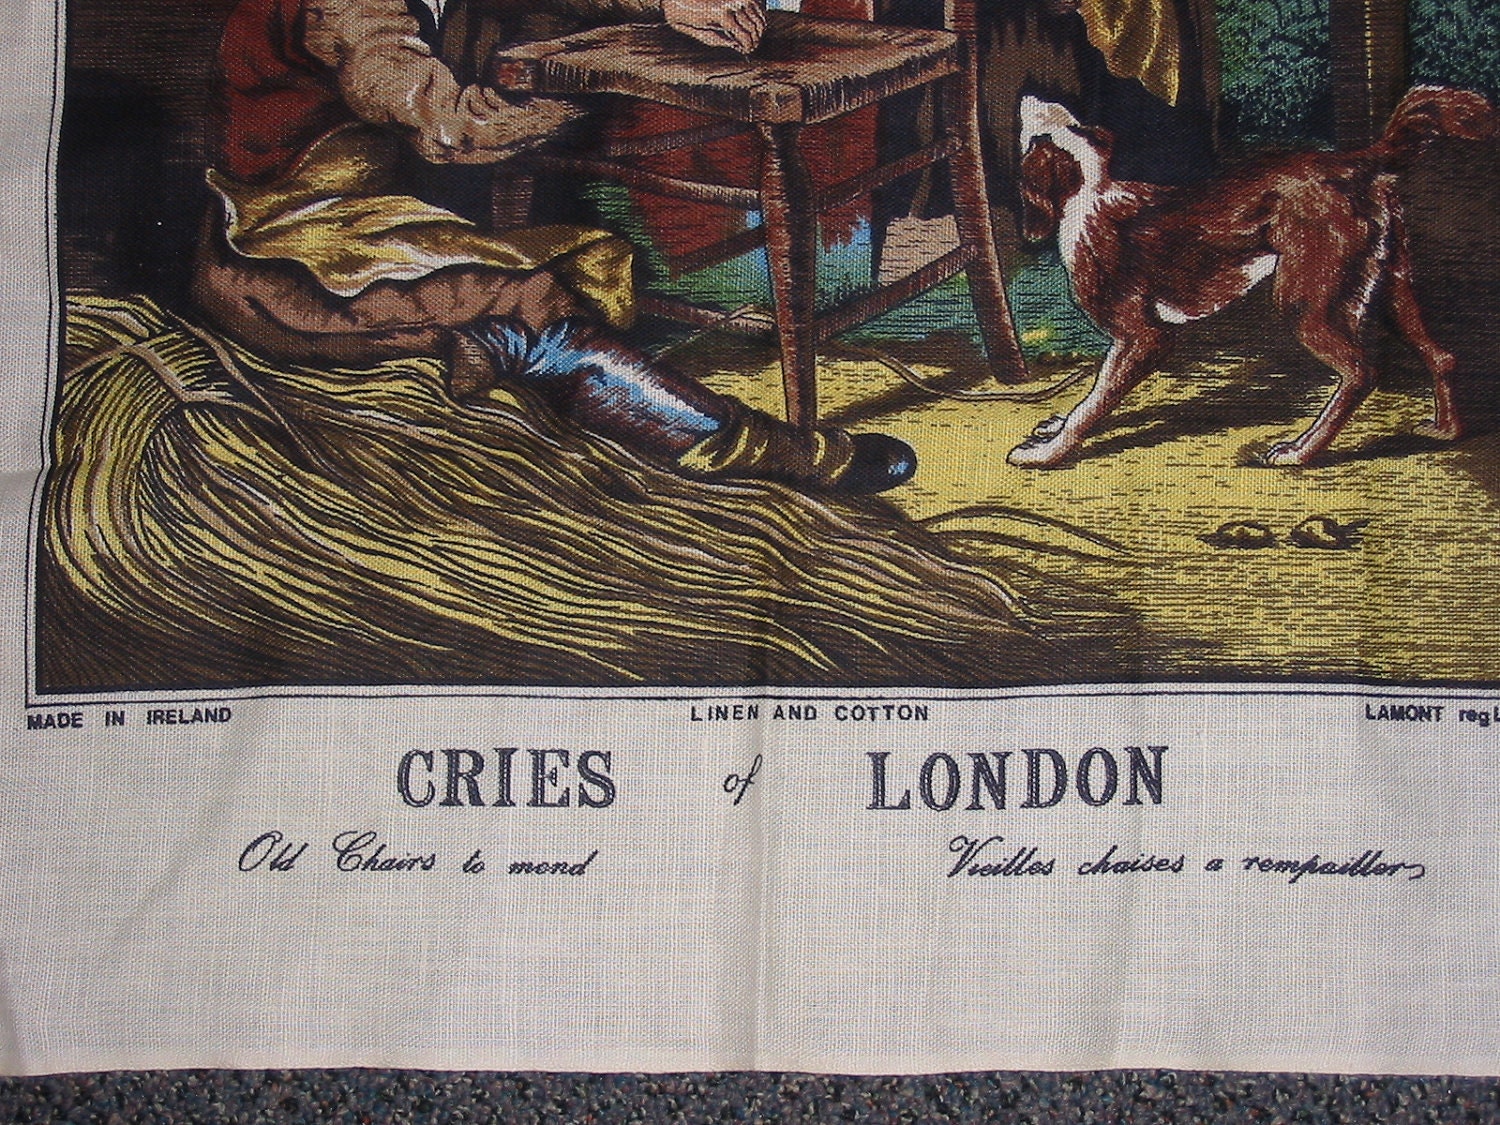 MADE IN IRELAND LINEN AND COTTON LAMONT reg
CRIES of LONDON
Old Chairs to mend Vieilles chaises a rempailler